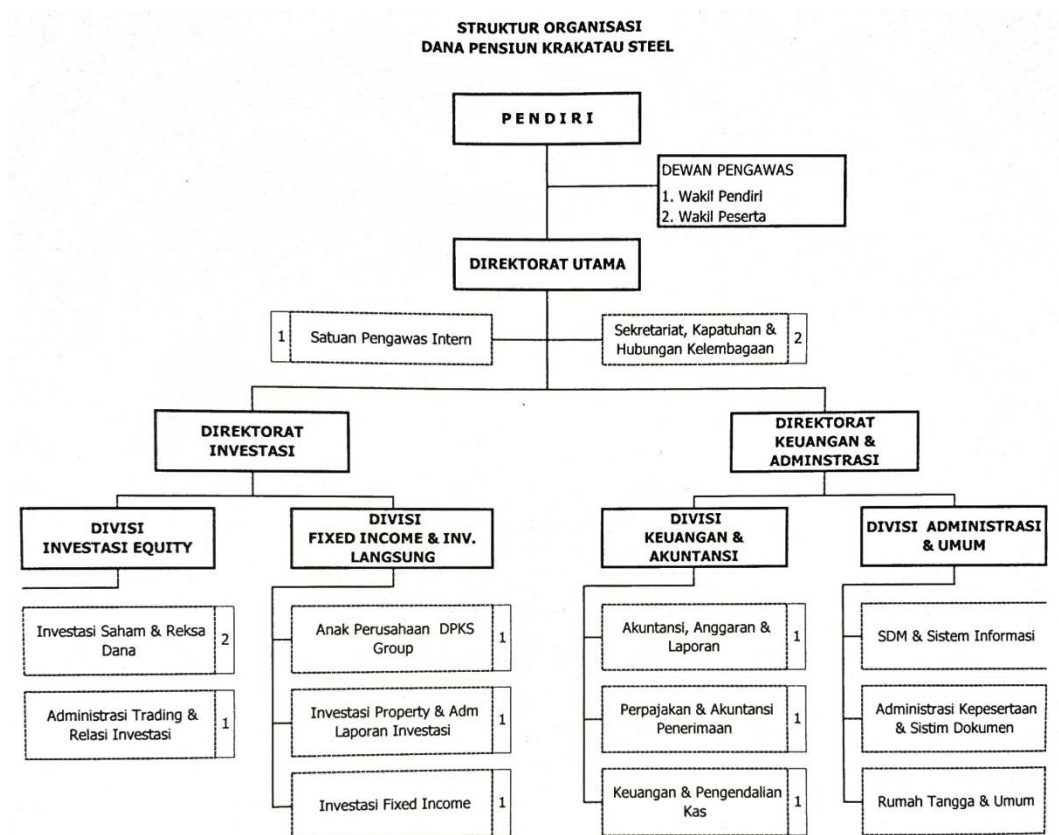 STRUKTUR ORGANISASI
DANA PENSIUN KRAKATAU STEEL
PENDIRI
DEWAN PENGAWAS
1. Wakil Pendiri
2. Wakil Peserta
DIREKTORAT UTAMA
1
Satuan Pengawas Intern
Sekretariat, Kapatuhan &
Hubungan Kelembagaan
2
DIREKTORAT
INVESTASI
DIREKTORAT
KEUANGAN &
ADMINSTRASI
DIVISI
INVESTASI EQUITY
DIVISI
FIXED INCOME & INV.
LANGSUNG
DIVISI
KEUANGAN &
AKUNTANSI
DIVISI ADMINISTRASI
& UMUM
Investasi Saham & Reksa
Dana
2
Administrasi Trading &
Relasi Investasi
1
Anak Perusahaan DPKS
Group
1
Investasi Property & Adm
Laporan Investasi
1
Investasi Fixed Income
1
Akuntansi, Anggaran &
Laporan
1
Perpajakan & Akuntansi
Penerimaan
1
Keuangan & Pengendalian
Kas
1
SDM & Sistem Informasi
Administrasi Kepesertaan
& Sistim Dokumen
Rumah Tangga & Umum